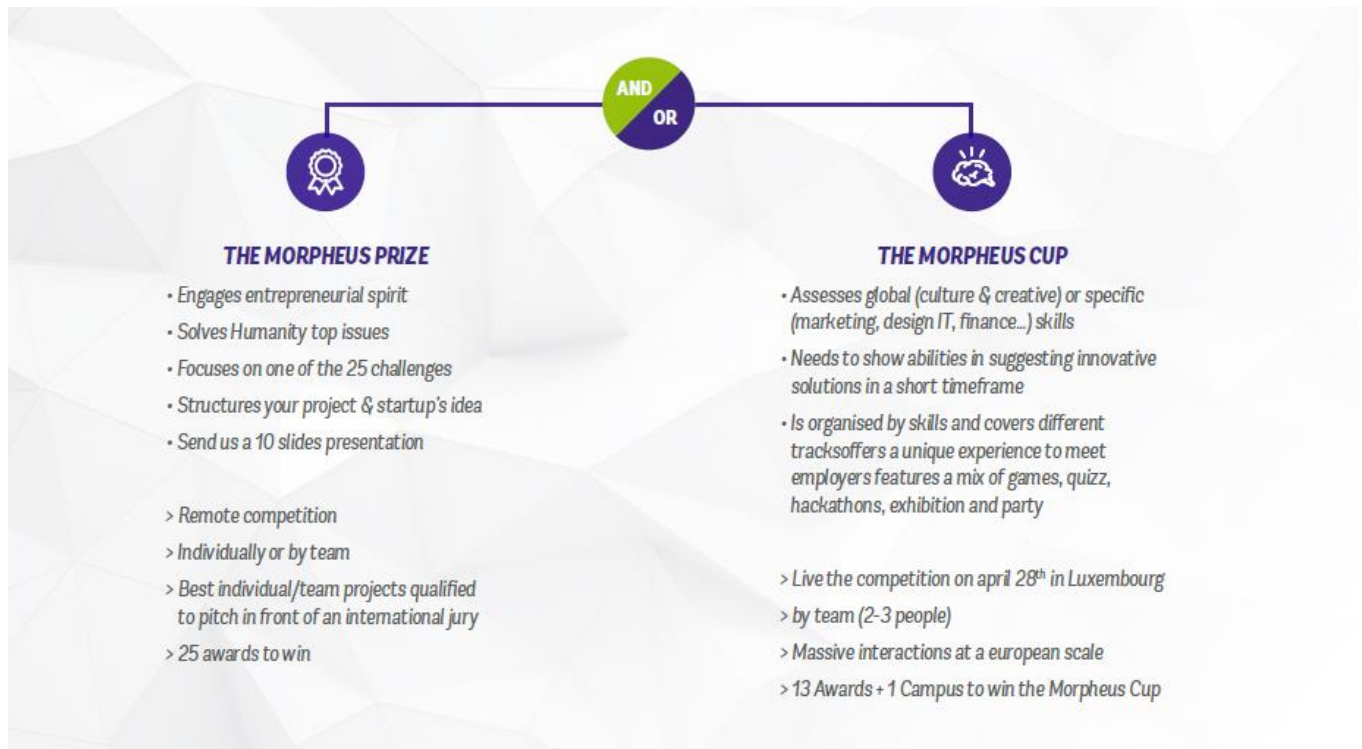 AND
OR
THE MORPHEUS PRIZE
• Engages entrepreneurial spirit
• Solves Humanity top issues
• Focuses on one of the 25 challenges
• Structures your project & startup's idea
• Send us a 10 slides presentation
> Remote competition
> Individually or by team
> Best individual/team projects qualified
to pitch in front of an international jury
> 25 awards to win
THE MORPHEUS CUP
• Assesses global (culture & creative) or specific
(marketing, design IT, finance...) skills
• Needs to show abilities in suggesting innovative
solutions in a short timeframe
• Is organised by skills and covers different
tracksoffers a unique experience to meet
employers features a mix of games, quizz,
hackathons, exhibition and party
> Live the competition on april 28th in Luxembourg
> by team (2-3 people)
> Massive interactions at a european scale
> 13 Awards + 1 Campus to win the Morpheus Cup